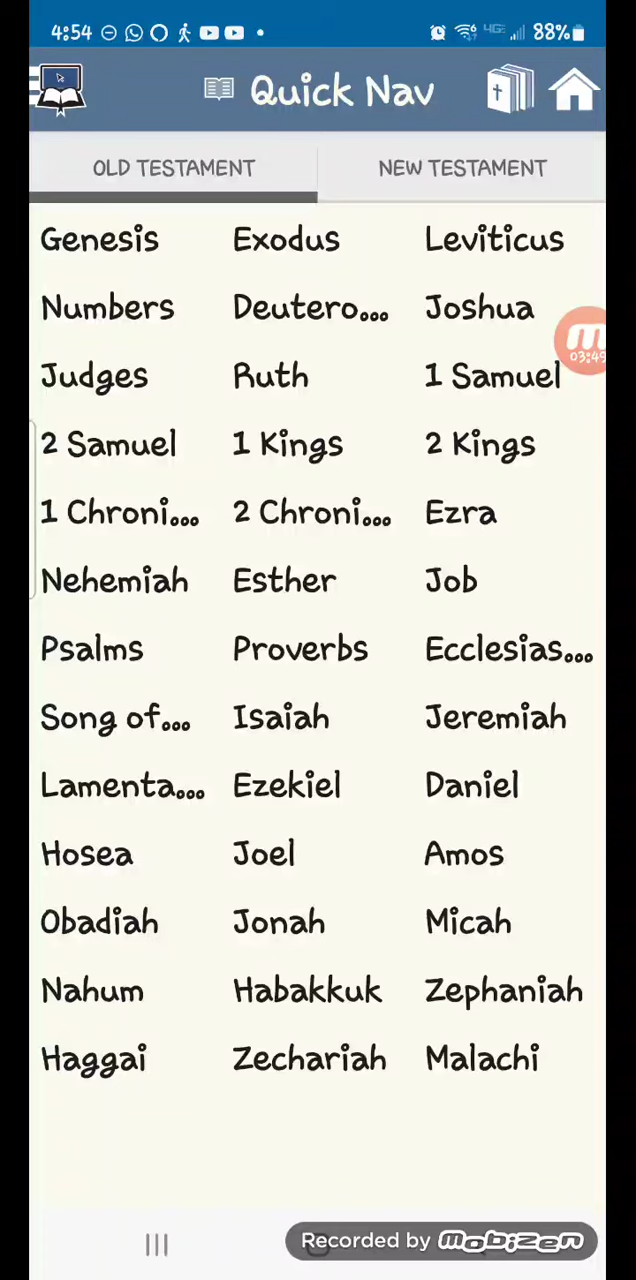 4:54 88%
Quick Nav
OLD TESTAMENT NEW TESTAMENT
Genesis Exodus Leviticus
Numbers Deutero... Joshua
03:49
Judges Ruth 1 Samuel
2 Samuel 1 Kings 2 Kings
1 Chroni... 2 Chroni... Ezra
Nehemiah Esther Job
Psalms Proverbs Ecclesias...
Song of... Isaiah Jeremiah
Lamenta... Ezekiel Daniel
Hosea Joel Amos
Obadiah Jonah Micah
Nahum Habakkuk Zephaniah
Haggai Zechariah Malachi
Recorded by mobizen